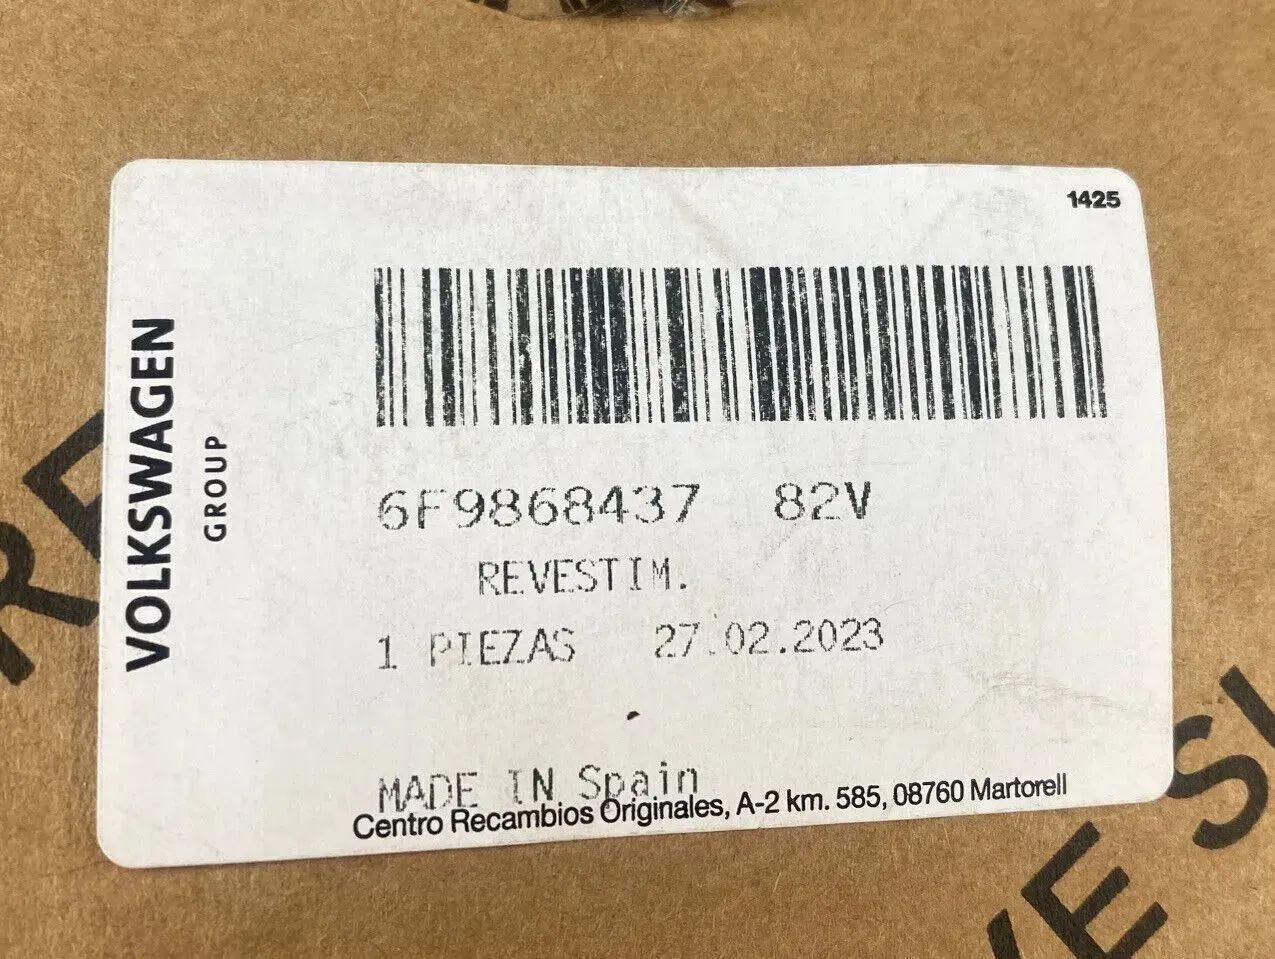 1425
VOLKSWAGEN
GROUP
6F9868437 82V
REVESTIM.
1 PIEZAS 27.02.2023
MADE IN Spain
Centro Recambios Originales, A-2 km. 585, 08760 Martorell